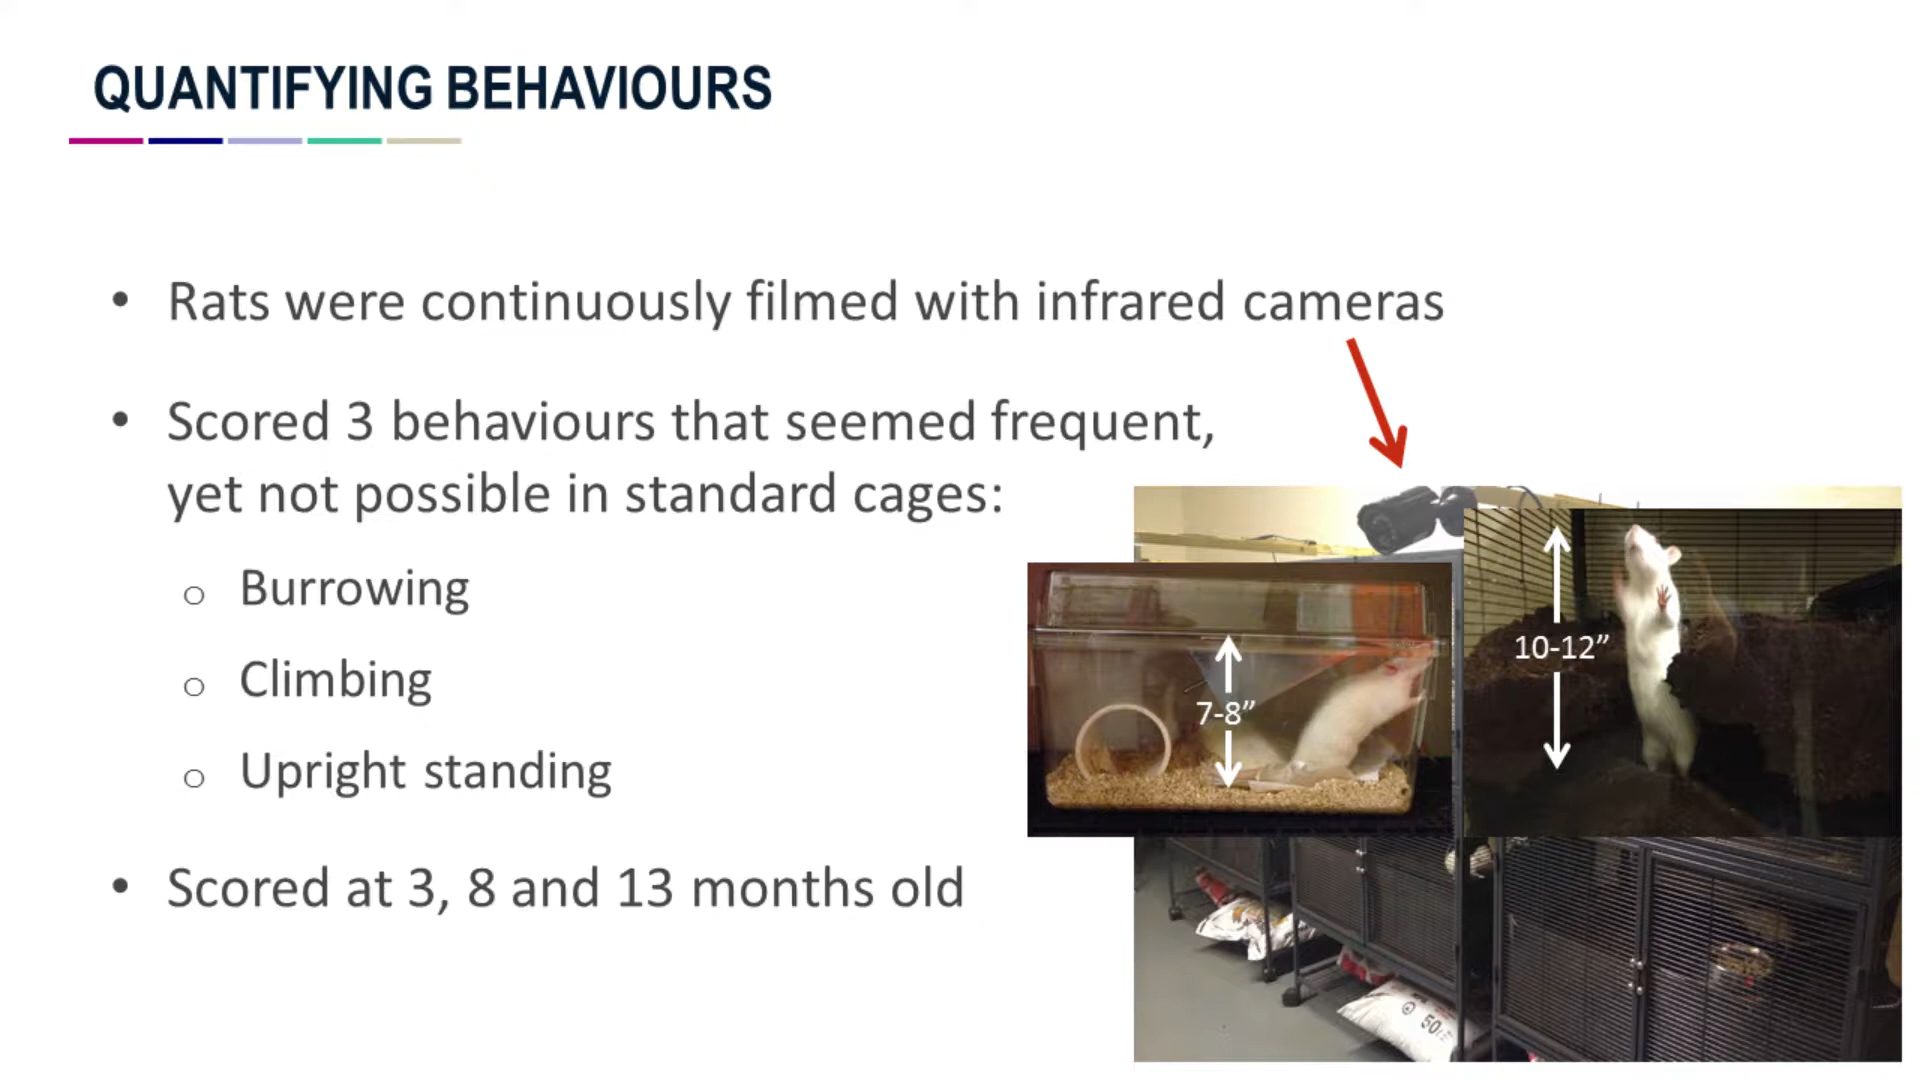 QUANTIFYING BEHAVIOURS
• Rats were continuously filmed with infrared cameras
• Scored 3 behaviours that seemed frequent,
yet not possible in standard cages:
o Burrowing
o Climbing
o Upright standing
• Scored at 3, 8 and 13 months old
7-8”
10-12”
50